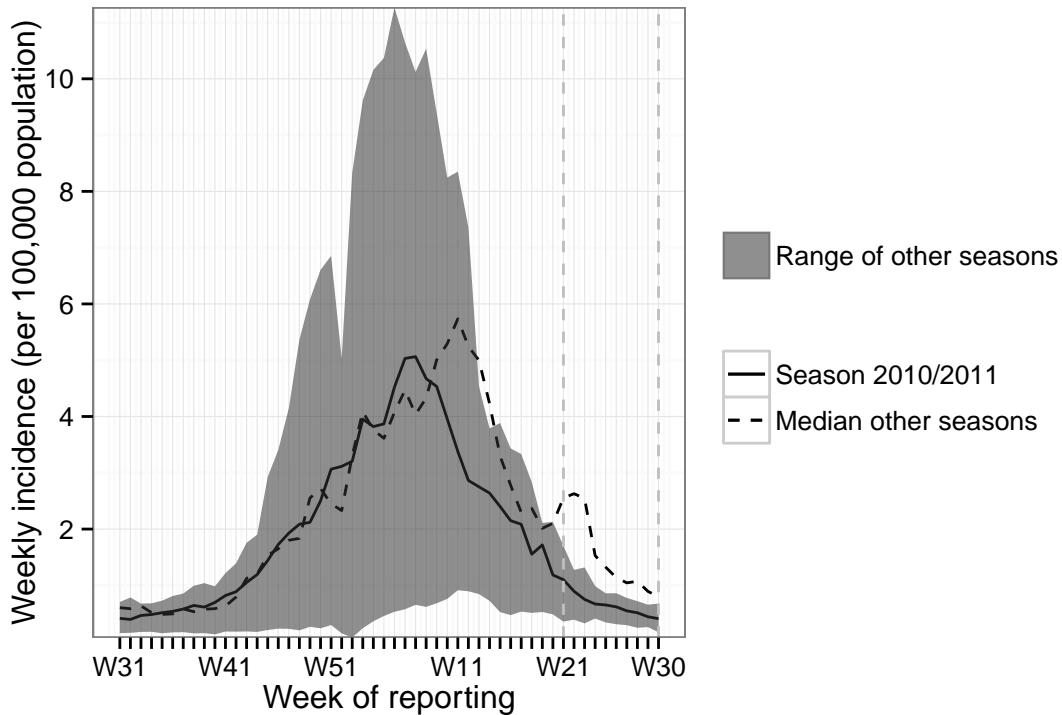 Weekly incidence (per 100,000 population)
10
8
6
4
2
W31 W41 W51 W11 W21 W30
Week of reporting
Range of other seasons
Season 2010/2011
Median other seasons